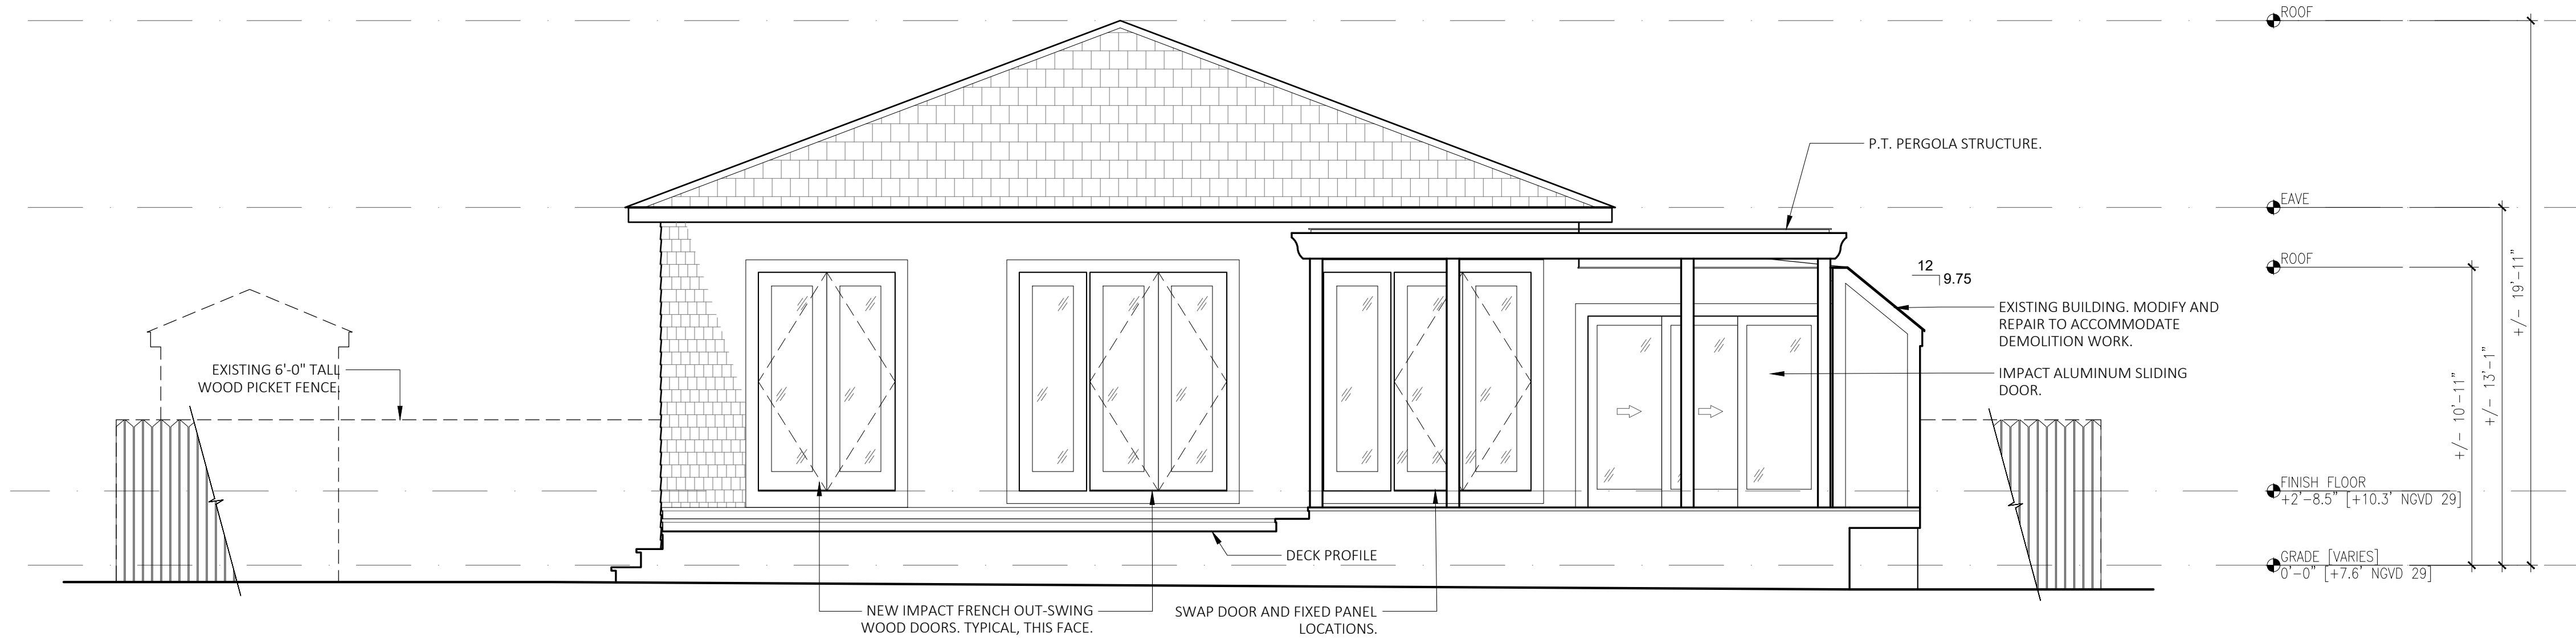 ROOF
P.T. PERGOLA STRUCTURE.
EAVE
ROOF
12
9.75
EXISTING BUILDING. MODIFY AND
REPAIR TO ACCOMMODATE
DEMOLITION WORK.
IMPACT ALUMINUM SLIDING
DOOR.
EXISTING 6'-0" TALL
WOOD PICKET FENCE.
+/- 10'-11"
+/- 13'-1"
+/- 19'-11"
FINISH FLOOR
+2'-8.5" [+10.3' NGVD 29]
DECK PROFILE
GRADE [VARIES]
0'-0" [+7.6' NGVD 29]
NEW IMPACT FRENCH OUT-SWING
WOOD DOORS. TYPICAL, THIS FACE.
SWAP DOOR AND FIXED PANEL
LOCATIONS.